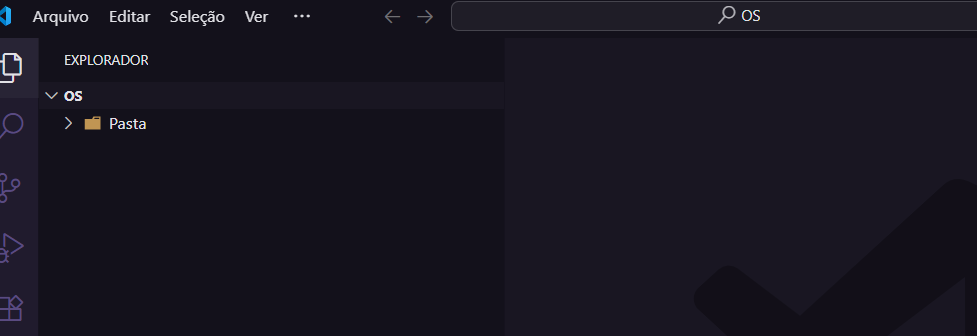 Arquivo Editar Seleção Ver ··· OS
EXPLORADOR
OS
Pasta